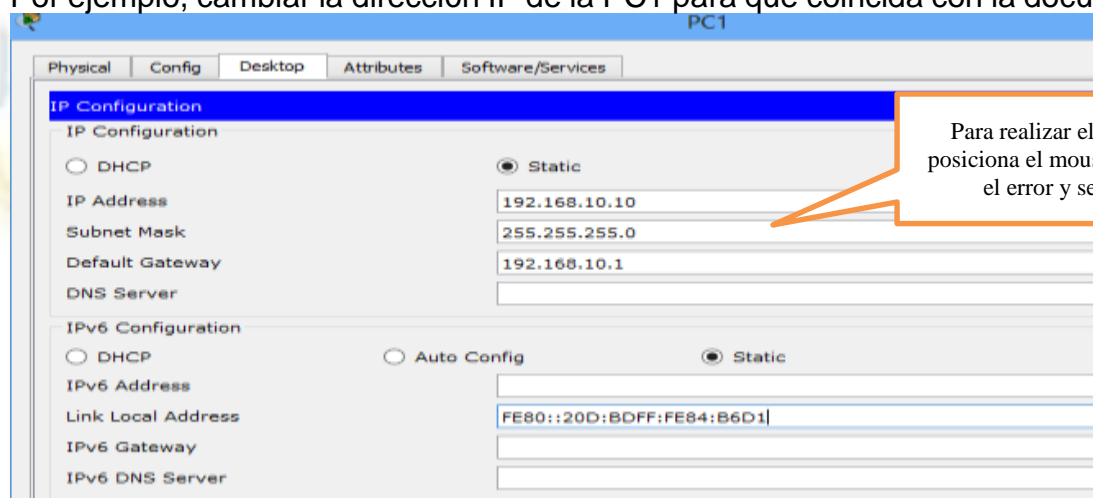 Por ejemplo, cambiar la dirección IP de la PC1 para que coincida con la docu
PC1
Physical Config Desktop Attributes Software/Services
IP Configuration
IP Configuration
DHCP Static
IP Address 192.168.10.10
Subnet Mask 255.255.255.0
Default Gateway 192.168.10.1
DNS Server
Para realizar el
posiciona el mou
el error y se
IPv6 Configuration
DHCP Auto Config Static
IPv6 Address
Link Local Address FE80::20D:BDFF:FE84:B6D1
IPv6 Gateway
IPv6 DNS Server